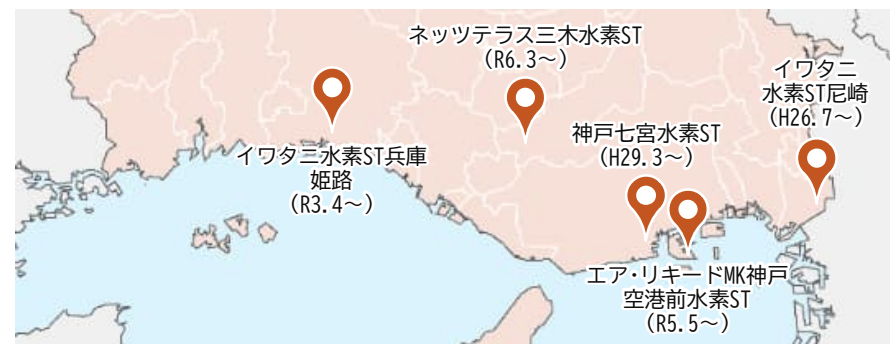 ネッツテラス三木水素ST
(R6.3～)
イワタニ
水素ST尼崎
(H26.7～)
神戸七宮水素ST
(H29.3～)
イワタニ水素ST兵庫
姫路
(R3.4～)
エア・リキードMK神戸
空港前水素ST
(R5.5～)